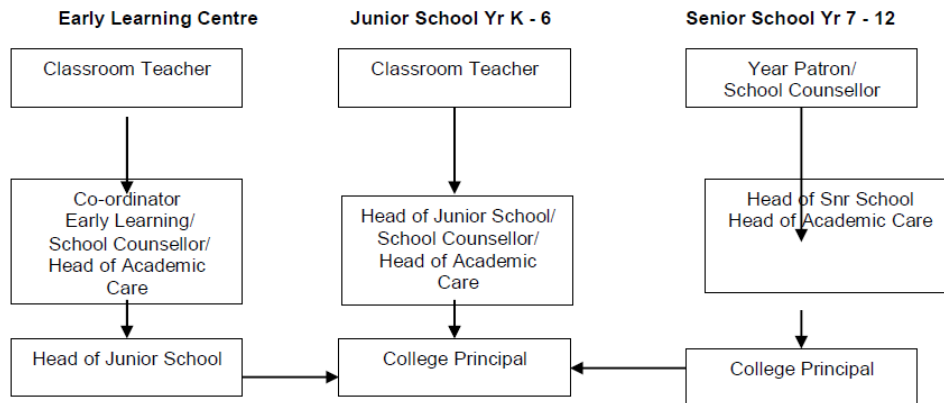 Early Learning Centre
Junior School Yr K - 6
Senior School Yr 7 - 12
Classroom Teacher
Classroom Teacher
Year Patron/
School Counsellor
Co-ordinator
Early Learning/
School Counsellor/
Head of Academic
Care
Head of Junior School/
School Counsellor/
Head of Academic
Care
Head of Snr School
Head of Academic Care
Head of Junior School
College Principal
College Principal